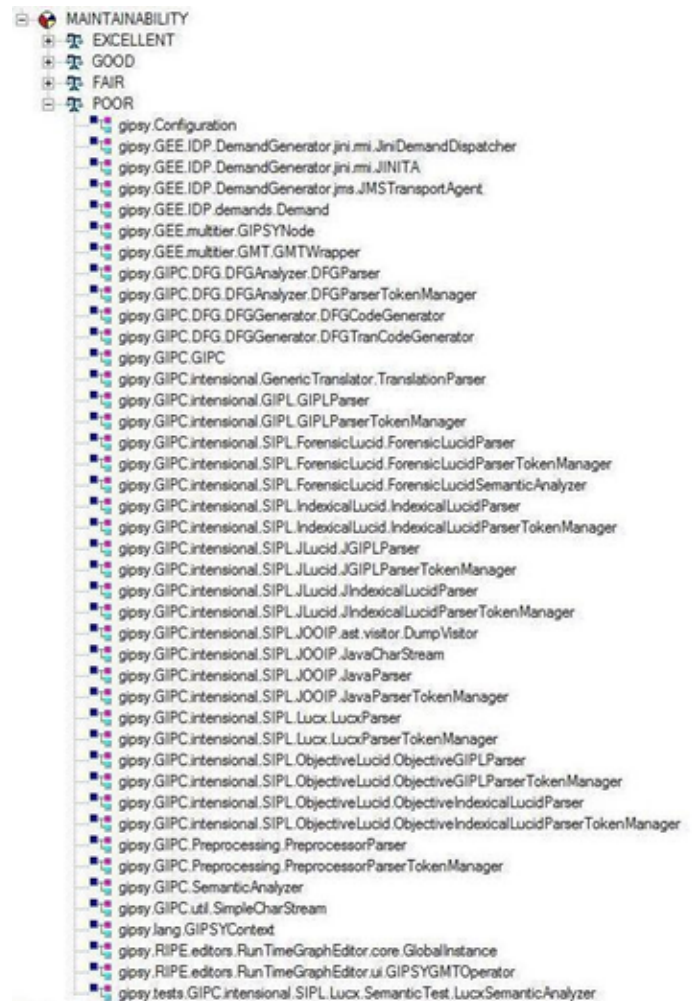 MAINTAINABILITY
EXCELLENT
GOOD
FAIR
POOR
gipsy.Configuration
gipsy.GEE.IDP.DemandGenerator.jini.rmi.JiniDemandDispatcher
gipsy.GEE.IDP.DemandGenerator.jini.rmi.JINITA
gipsy.GEE.IDP.DemandGenerator.jms.JMSTransportAgent
gipsy.GEE.IDP.demands.Demand
gipsy.GEE.multitier.GIPSYNode
gipsy.GEE.multitier.GMT.GMTWrapper
gipsy.GIPC.DFG.DFGAnalyzer.DFGParser
gipsy.GIPC.DFG.DFGAnalyzer.DFGParserTokenManager
gipsy.GIPC.DFG.DFGGenerator.DFGCodeGenerator
gipsy.GIPC.DFG.DFGGenerator.DFGTranCodeGenerator
gipsy.GIPC.GIPC
gipsy.GIPC.intensional.GenericTranslator.TranslationParser
gipsy.GIPC.intensional.GIPL.GIPLParser
gipsy.GIPC.intensional.GIPL.GIPLParserTokenManager
gipsy.GIPC.intensional.SIPL.ForensicLucid.ForensicLucidParser
gipsy.GIPC.intensional.SIPL.ForensicLucid.ForensicLucidParserTokenManager
gipsy.GIPC.intensional.SIPL.ForensicLucid.ForensicLucidSemanticAnalyzer
gipsy.GIPC.intensional.SIPL.IndexicalLucid.IndexicalLucidParser
gipsy.GIPC.intensional.SIPL.IndexicalLucid.IndexicalLucidParserTokenManager
gipsy.GIPC.intensional.SIPL.JLucid.JGIPLParser
gipsy.GIPC.intensional.SIPL.JLucid.JGIPLParserTokenManager
gipsy.GIPC.intensional.SIPL.JLucid.JIndexicalLucidParser
gipsy.GIPC.intensional.SIPL.JLucid.JIndexicalLucidParserTokenManager
gipsy.GIPC.intensional.SIPL.JOOIP.ast.visitor.DumpVisitor
gipsy.GIPC.intensional.SIPL.JOOIP.JavaCharStream
gipsy.GIPC.intensional.SIPL.JOOIP.JavaParser
gipsy.GIPC.intensional.SIPL.JOOIP.JavaParserTokenManager
gipsy.GIPC.intensional.SIPL.Lucx.LucxParser
gipsy.GIPC.intensional.SIPL.Lucx.LucxParserTokenManager
gipsy.GIPC.intensional.SIPL.ObjectiveLucid.ObjectiveGIPLParser
gipsy.GIPC.intensional.SIPL.ObjectiveLucid.ObjectiveGIPLParserTokenManager
gipsy.GIPC.intensional.SIPL.ObjectiveLucid.ObjectiveIndexicalLucidParser
gipsy.GIPC.intensional.SIPL.ObjectiveLucid.ObjectiveIndexicalLucidParserTokenManager
gipsy.GIPC.Preprocessing.PreprocessorParser
gipsy.GIPC.Preprocessing.PreprocessorParserTokenManager
gipsy.GIPC.SemanticAnalyzer
gipsy.GIPC.util.SimpleCharStream
gipsy.lang.GIPSYContext
gipsy.RIPE.editors.RunTimeGraphEditor.core.GlobalInstance
gipsy.RIPE.editors.RunTimeGraphEditor.ui.GIPSYGMTOperator
gipsy.tests.GIPC.intensional.SIPL.Lucx.SemanticTest.LucxSemanticAnalyzer